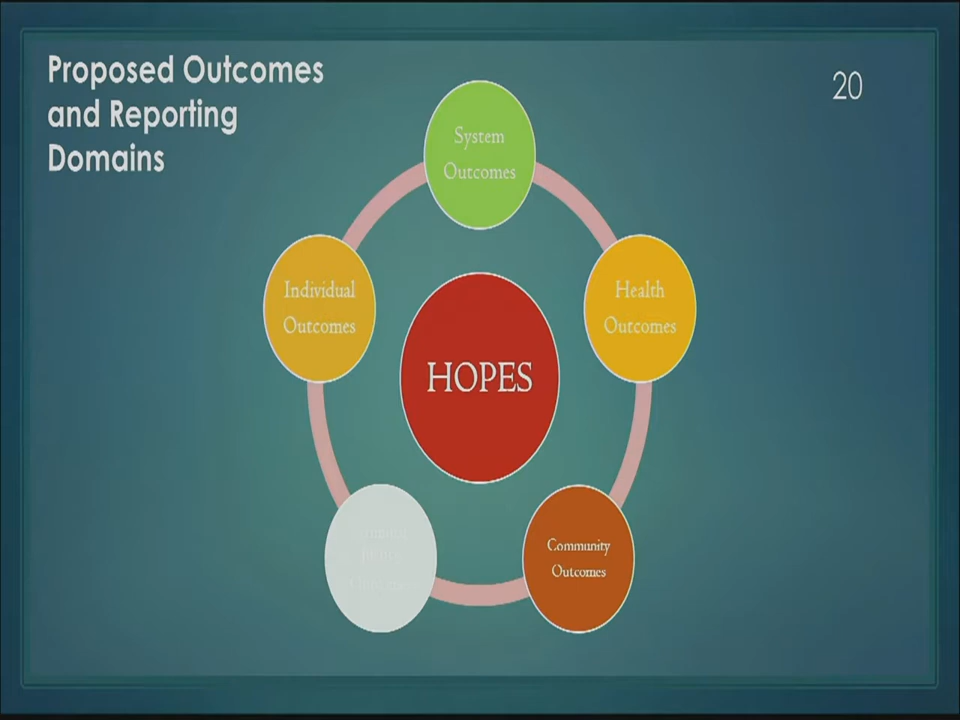 Proposed Outcomes
and Reporting
Domains
20
System
Outcomes
Individual
Outcomes
Health
Outcomes
HOPES
Community
Outcomes